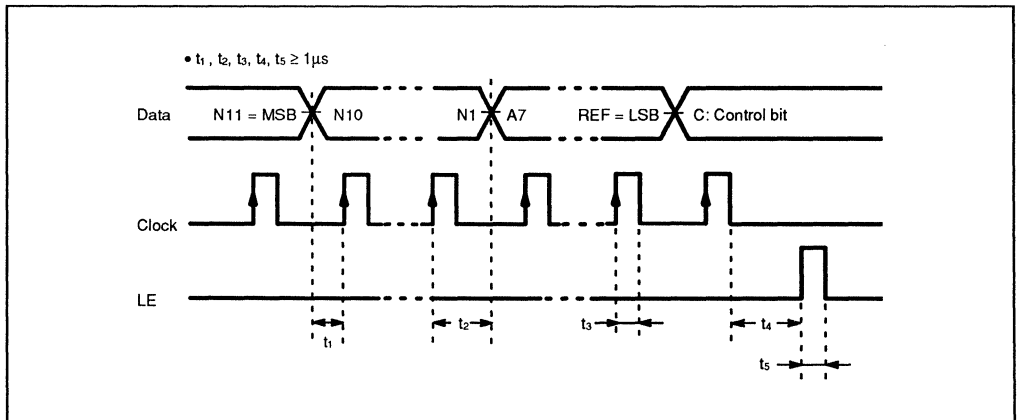 • t₁ , t₂, t₃, t₄, t₅ ≥ 1µs
Data N11 = MSB N10 N1 A7 REF = LSB C: Control bit
Clock
LE
t₁ t₂ t₃ t₄
t₅